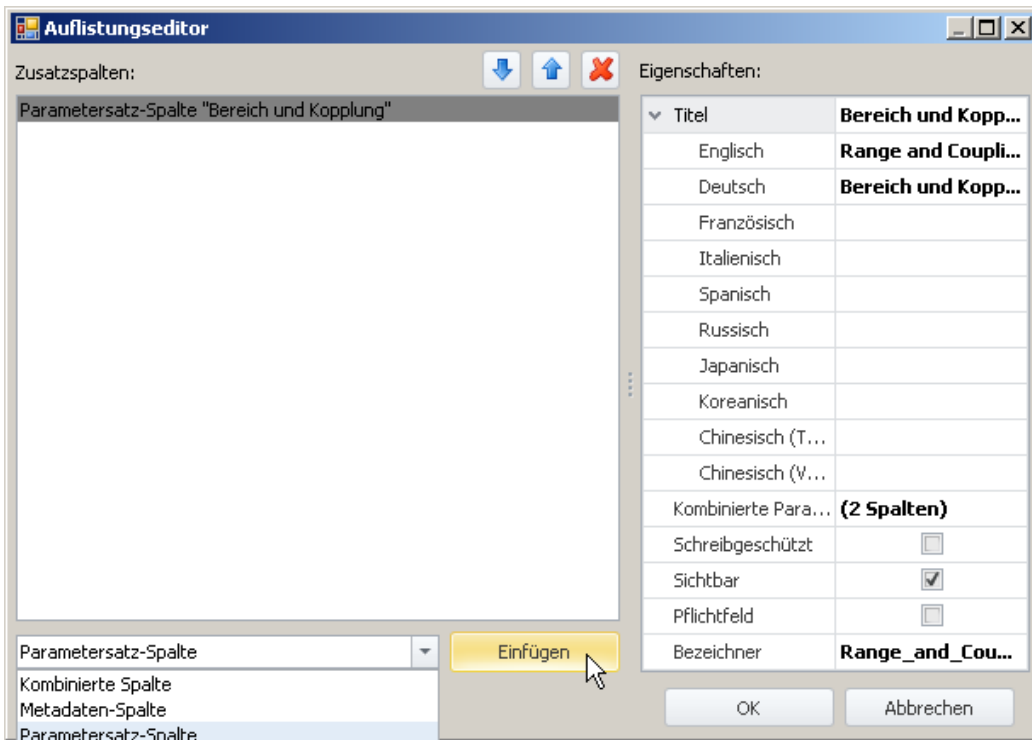 Auflistungseditor
Zusatzspalten:
Parametersatz-Spalte "Bereich und Kopplung"
Parametersatz-Spalte
Einfügen
Kombinierte Spalte
Metadaten-Spalte
Parametersatz-Spalte
Eigenschaften:
Titel Bereich und Kopp...
Englisch Range and Coupli...
Deutsch Bereich und Kopp...
Französisch
Italienisch
Spanisch
Russisch
Japanisch
Koreanisch
Chinesisch (T...
Chinesisch (V...
Kombinierte Para... (2 Spalten)
Schreibgeschützt
Sichtbar
Pflichtfeld
Bezeichner Range_and_Cou...
OK Abbrechen